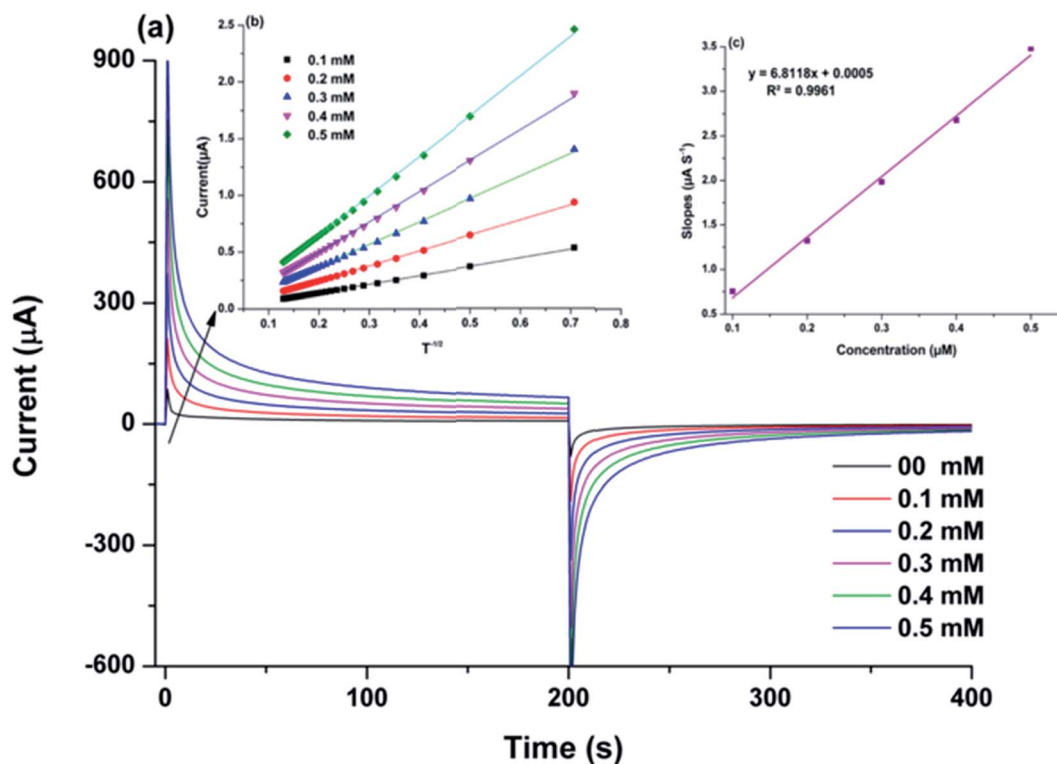 (a)
Current (µA)
900
600
300
0
-300
-600
0
100
200
300
400
Time (s)
00 mM
0.1 mM
0.2 mM
0.3 mM
0.4 mM
0.5 mM
(b)
Current(µA)
2.5
2.0
1.5
1.0
0.5
0.0
0.1 mM
0.2 mM
0.3 mM
0.4 mM
0.5 mM
0.1
0.2
0.3
0.4
0.5
0.6
0.7
0.8
T⁻¹/²
(c)
Slopes (µA S⁻¹)
3.5
3.0
2.5
2.0
1.5
1.0
0.5
y = 6.8118x + 0.0005
R² = 0.9961
0.1
0.2
0.3
0.4
0.5
Concentration (µM)